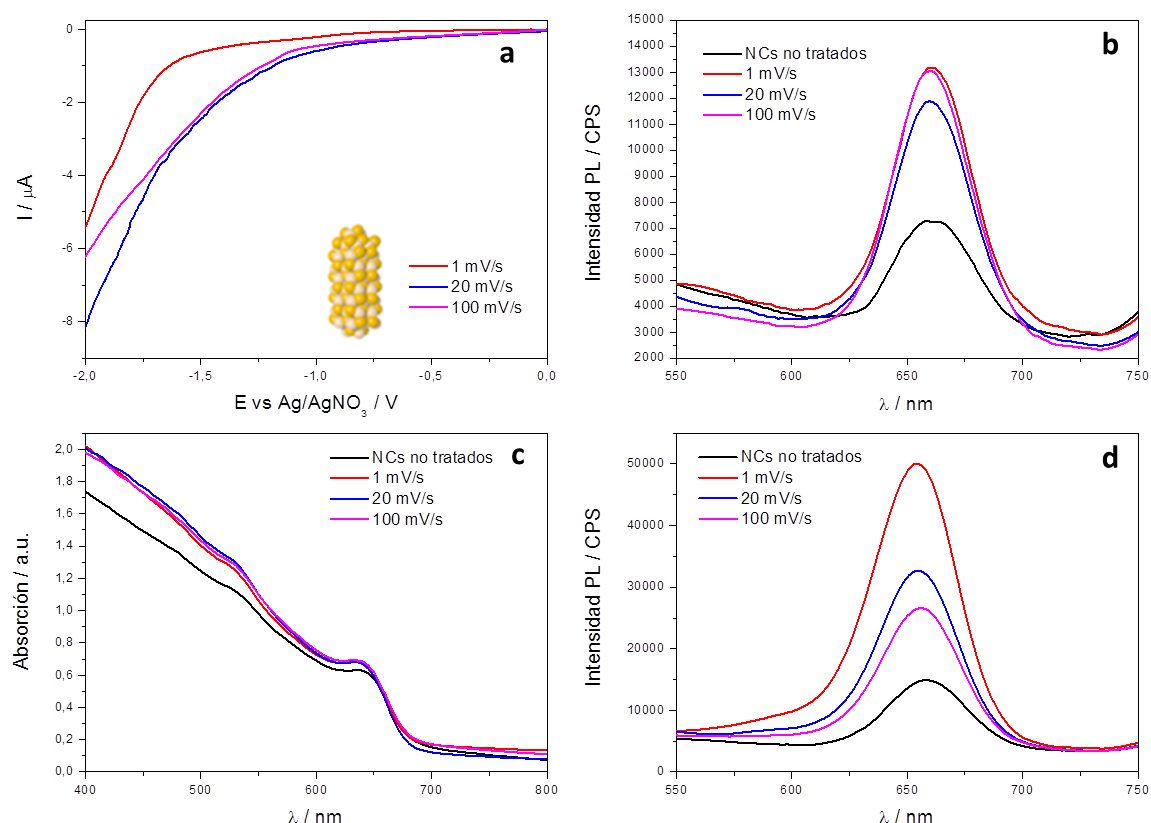 a
0
-2
-4
-6
-8
I / μA
1 mV/s
20 mV/s
100 mV/s
-2,0
-1,5
-1,0
-0,5
0,0
E vs Ag/AgNO3 / V
b
15000
14000
13000
12000
11000
10000
9000
8000
7000
6000
5000
4000
3000
2000
Intensidad PL / CPS
NCs no tratados
1 mV/s
20 mV/s
100 mV/s
550
600
650
700
750
λ / nm
c
2,0
1,8
1,6
1,4
1,2
1,0
0,8
0,6
0,4
0,2
0,0
Absorción / a.u.
NCs no tratados
1 mV/s
20 mV/s
100 mV/s
400
500
600
700
800
λ / nm
d
50000
40000
30000
20000
10000
0
Intensidad PL / CPS
NCs no tratados
1 mV/s
20 mV/s
100 mV/s
550
600
650
700
750
λ / nm